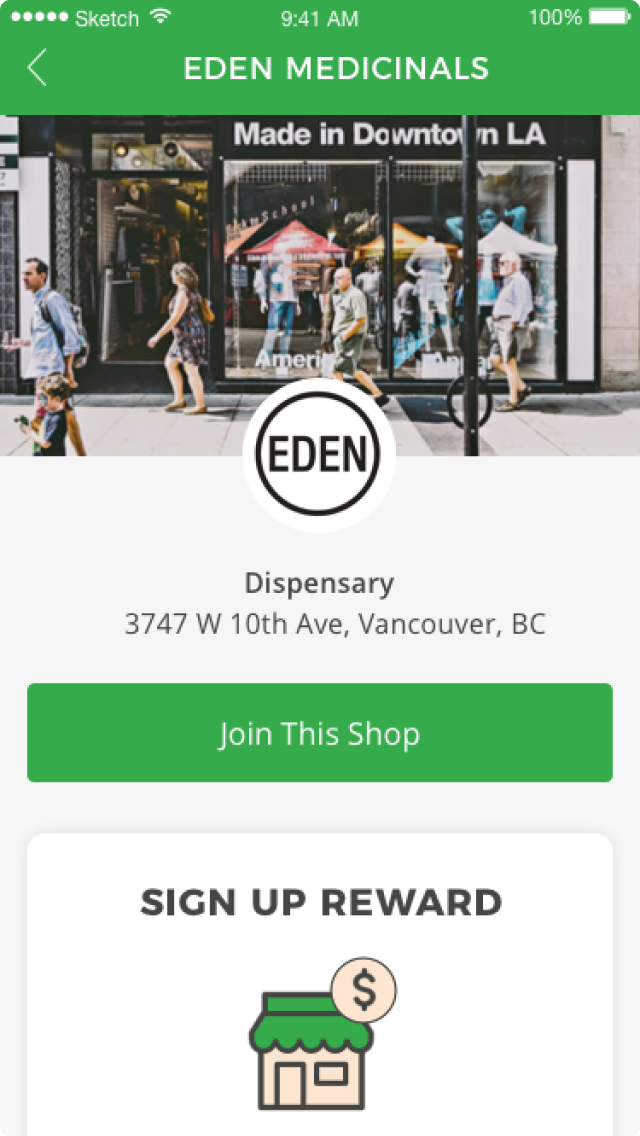 Sketch 9:41 AM 100%
EDEN MEDICINALS
Made in Downtown LA
EDEN
Dispensary
3747 W 10th Ave, Vancouver, BC
Join This Shop
SIGN UP REWARD
$